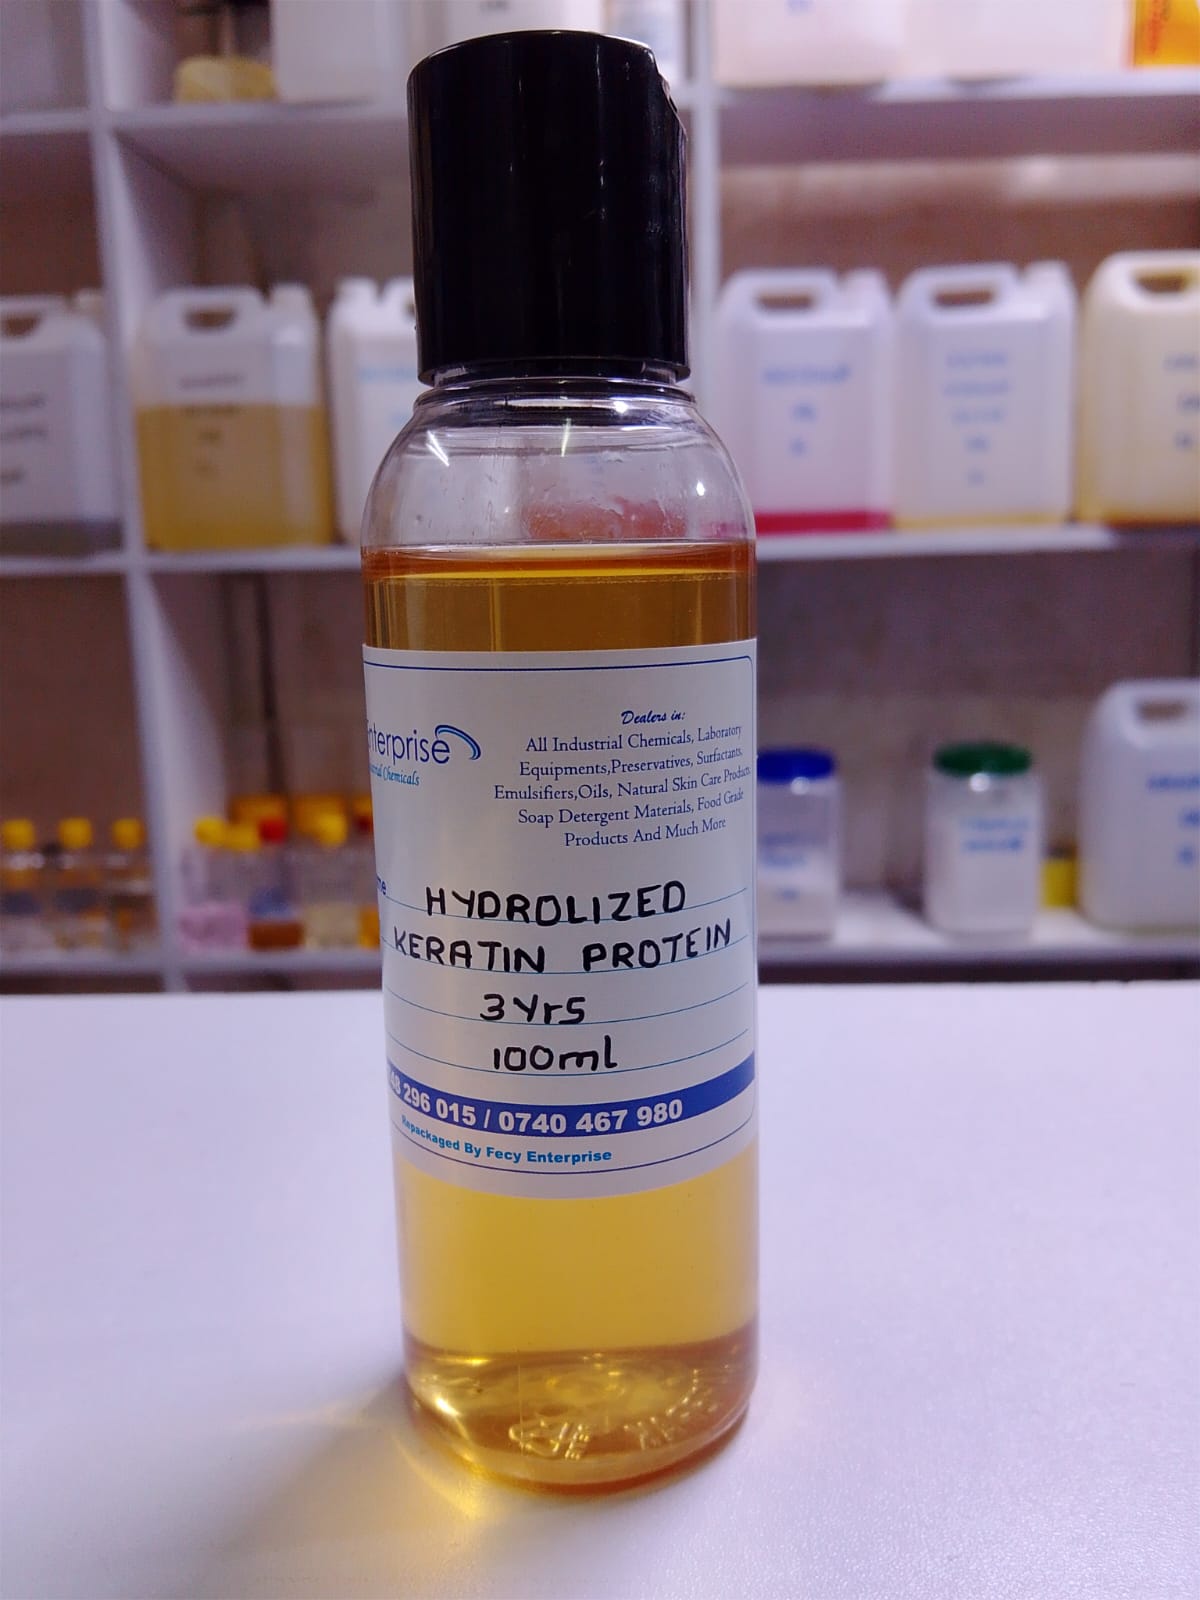 Enterprise
Chemicals
Dealers in:
All Industrial Chemicals, Laboratory
Equipments,Preservatives, Surfactants,
Emulsifiers,Oils, Natural Skin Care Products,
Soap Detergent Materials, Food Grade
Products And Much More
HYDROLIZED
KERATIN PROTEIN
3Yrs
100ml
48 296 015 / 0740 467 980
Repackaged By Fecy Enterprise